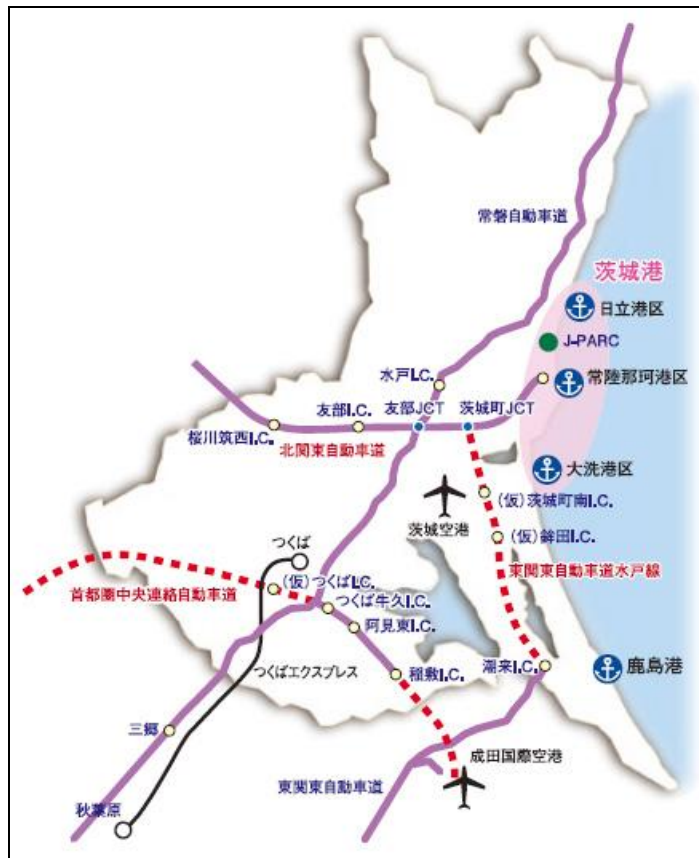 常磐自動車道
茨城港
日立港区
J-PARC
水戸I.C.
常陸那珂港区
友部I.C.
友部JCT
茨城町JCT
桜川筑西I.C.
北関東自動車道
大洗港区
(仮)茨城町南I.C.
茨城空港
(仮)鉾田I.C.
つくば
東関東自動車道水戸線
(仮)つくばI.C.
首都圏中央連絡自動車道
つくば牛久I.C.
阿見東I.C.
つくばエクスプレス
稲敷I.C.
潮来I.C.
鹿島港
三郷
成田国際空港
東関東自動車道
秋葉原